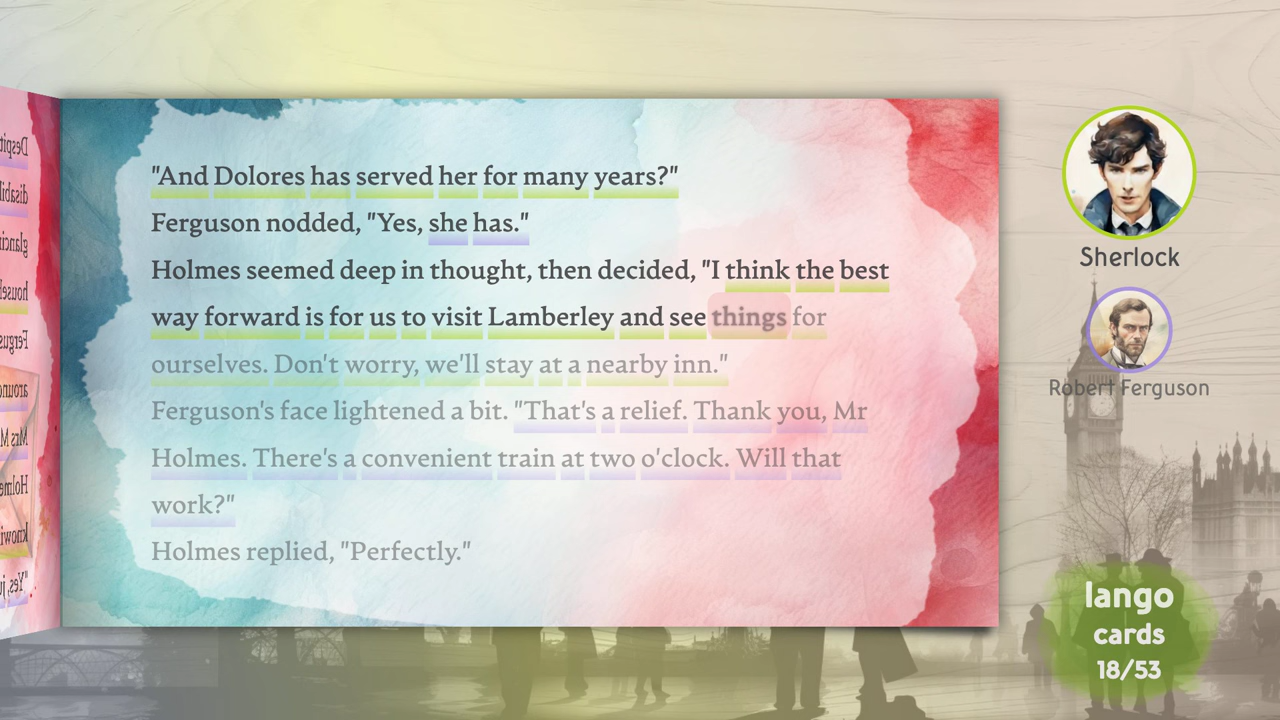 "And Dolores has served her for many years?"
Ferguson nodded, "Yes, she has."
Holmes seemed deep in thought, then decided, "I think the best
way forward is for us to visit Lamberley and see things for
ourselves. Don't worry, we'll stay at a nearby inn."
Ferguson's face lightened a bit. "That's a relief. Thank you, Mr
Holmes. There's a convenient train at two o'clock. Will that
work?"
Holmes replied, "Perfectly."
Sherlock
Robert Ferguson
lango
cards
18/53